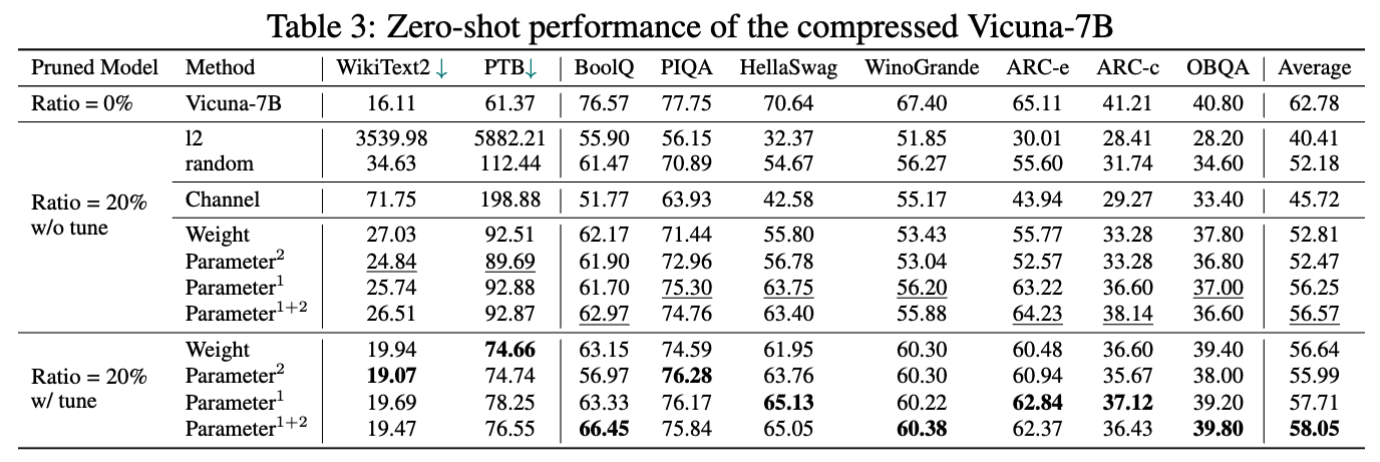 Table 3: Zero-shot performance of the compressed Vicuna-7B
Pruned Model Method WikiText2 ↓ PTB↓ BoolQ PIQA HellaSwag WinoGrande ARC-e ARC-c OBQA Average
Ratio = 0% Vicuna-7B 16.11 61.37 76.57 77.75 70.64 67.40 65.11 41.21 40.80 62.78
l2 3539.98 5882.21 55.90 56.15 32.37 51.85 30.01 28.41 28.20 40.41
random 34.63 112.44 61.47 70.89 54.67 56.27 55.60 31.74 34.60 52.18
Ratio = 20% w/o tune
Channel 71.75 198.88 51.77 63.93 42.58 55.17 43.94 29.27 33.40 45.72
Weight 27.03 92.51 62.17 71.44 55.80 53.43 55.77 33.28 37.80 52.81
Parameter² 24.84 89.69 61.90 72.96 56.78 53.04 52.57 33.28 36.80 52.47
Parameter¹ 25.74 92.88 61.70 75.30 63.75 56.20 63.22 36.60 37.00 56.25
Parameter¹⁺² 26.51 92.87 62.97 74.76 63.40 55.88 64.23 38.14 36.60 56.57
Ratio = 20% w/ tune
Weight 19.94 74.66 63.15 74.59 61.95 60.30 60.48 36.60 39.40 56.64
Parameter² 19.07 74.74 56.97 76.28 63.76 60.30 60.94 35.67 38.00 55.99
Parameter¹ 19.69 78.25 63.33 76.17 65.13 60.22 62.84 37.12 39.20 57.71
Parameter¹⁺² 19.47 76.55 66.45 75.84 65.05 60.38 62.37 36.43 39.80 58.05